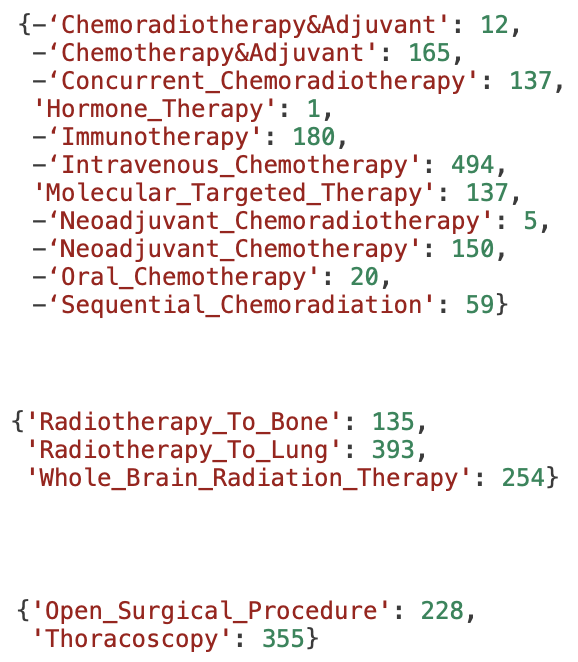 {–‘Chemoradiotherapy&Adjuvant': 12,
–‘Chemotherapy&Adjuvant': 165,
–‘Concurrent_Chemoradiotherapy': 137,
'Hormone_Therapy': 1,
–‘Immunotherapy': 180,
–‘Intravenous_Chemotherapy': 494,
'Molecular_Targeted_Therapy': 137,
–‘Neoadjuvant_Chemoradiotherapy': 5,
–‘Neoadjuvant_Chemotherapy': 150,
–‘Oral_Chemotherapy': 20,
–‘Sequential_Chemoradiation': 59}
{'Radiotherapy_To_Bone': 135,
'Radiotherapy_To_Lung': 393,
'Whole_Brain_Radiation_Therapy': 254}
{'Open_Surgical_Procedure': 228,
'Thoracoscopy': 355}